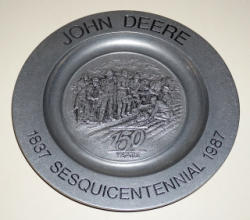 JOHN DEERE
150
YEARS
1837 SESQUICENTENNIAL 1987